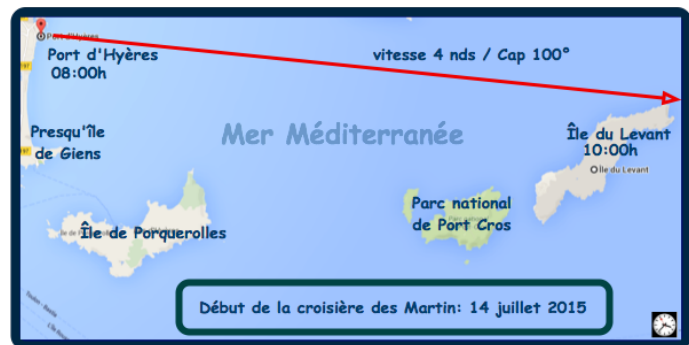 Port d'Hyères
Port d'Hyères
08:00h
vitesse 4 nds / Cap 100°
Presqu'île
de Giens
Mer Méditerranée
Île du Levant
10:00h
Île du Levant
Parc national
de Port Cros
Île de Porquerolles
Début de la croisière des Martin: 14 juillet 2015